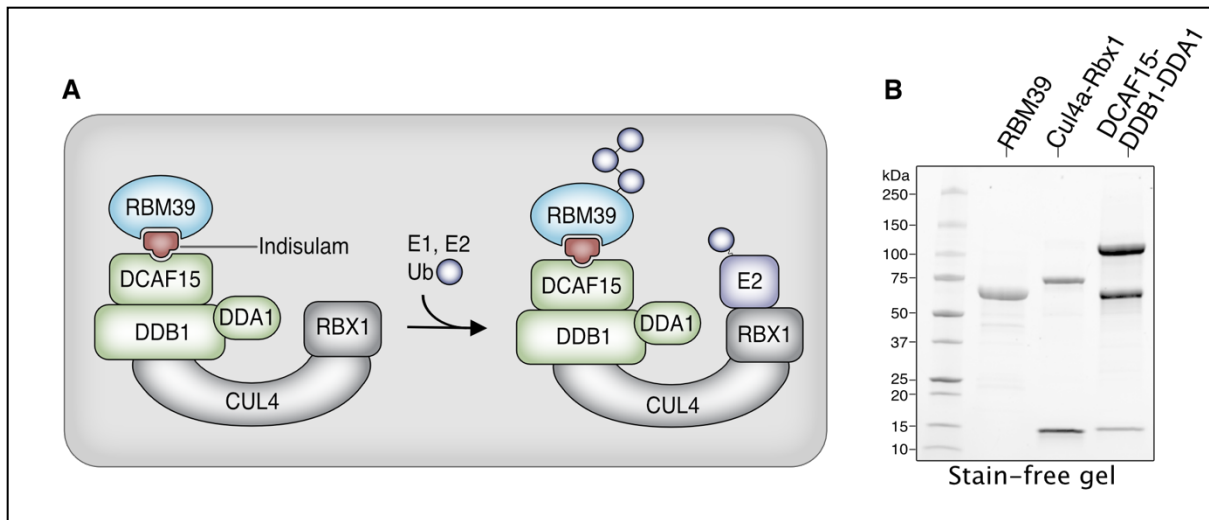 A
RBM39
Indisulam
DCAF15
DDB1
DDA1
RBX1
CUL4
E1, E2
Ub
RBM39
DCAF15
DDB1
DDA1
E2
RBX1
CUL4
B
RBM39
Cul4a-Rbx1
DCAF15-
DDB1-DDA1
kDa
250
150
100
75
50
37
25
20
15
10
Stain-free gel